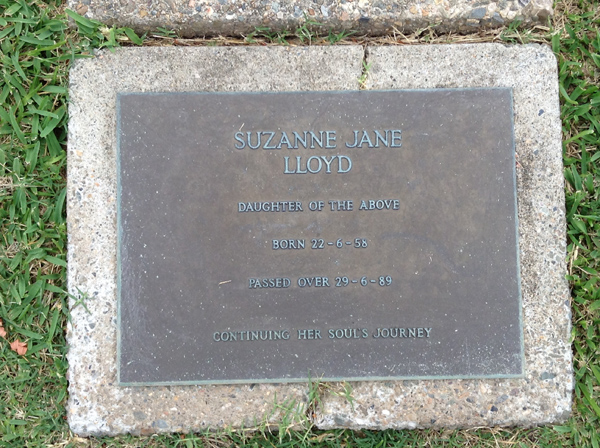 SUZANNE JANE
LLOYD
DAUGHTER OF THE ABOVE
BORN 22-6-58
PASSED OVER 29-6-89
CONTINUING HER SOUL'S JOURNEY